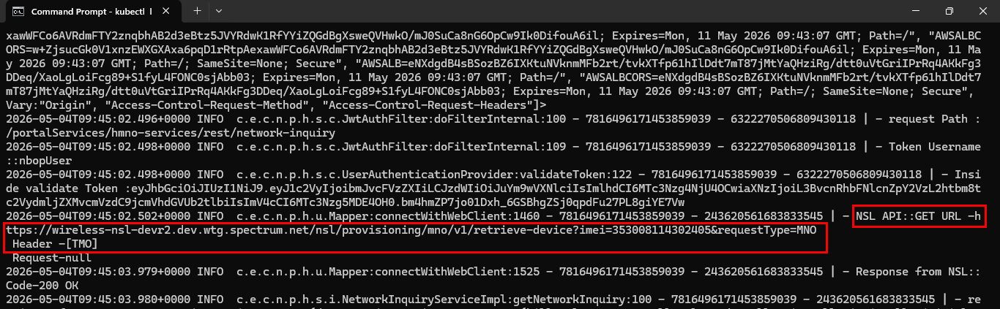 Command Prompt - kubectl l
xawWFCo6AVRdmFTY2znqbhAB2d3eBtz5JVYRdwK1RfYYiZQGdBgXsweQVHwkO/mJ0SuCa8nG6OpCw9Ik0DifouA6il; Expires=Mon, 11 May 2026 09:43:07 GMT; Path=/", "AWSALBC
ORS=w+ZjsucGk0V1xnzEWXGXAxa6pqD1rRtpAexawWFCo6AVRdmFTY2znqbhAB2d3eBtz5JVYRdwK1RfYYiZQGdBgXsweQVHwkO/mJ0SuCa8nG6OpCw9Ik0DifouA6il; Expires=Mon, 11 Ma
y 2026 09:43:07 GMT; Path=/; SameSite=None; Secure", "AWSALB=eNXdgdB4sBSozBZ6IXKtuNVknmMFb2rt/tvkXTfp61hIlDdt7mT87jMtYaQHziRg/dtt0uVtGriIPrRq4AKkFg3
DDeq/XaoLgLoiFcg89+S1fyL4FONC0sjAbb03; Expires=Mon, 11 May 2026 09:43:07 GMT; Path=/", "AWSALBCORS=eNXdgdB4sBSozBZ6IXKtuNVknmMFb2rt/tvkXTfp61hIlDdt7
mT87jMtYaQHziRg/dtt0uVtGriIPrRq4AKkFg3DDeq/XaoLgLoiFcg89+S1fyL4FONC0sjAbb03; Expires=Mon, 11 May 2026 09:43:07 GMT; Path=/; SameSite=None; Secure",
Vary:"Origin", "Access-Control-Request-Method", "Access-Control-Request-Headers"]>
2026-05-04T09:45:02.496+0000 INFO  c.e.c.n.p.h.s.c.JwtAuthFilter:doFilterInternal:100 - 7816496171453859039 - 6322270506809430118 | - request Path :
/portalServices/hmno-services/rest/network-inquiry
2026-05-04T09:45:02.498+0000 INFO  c.e.c.n.p.h.s.c.JwtAuthFilter:doFilterInternal:109 - 7816496171453859039 - 6322270506809430118 | - Token Username
::nbopUser
2026-05-04T09:45:02.498+0000 INFO  c.e.c.n.p.h.s.c.UserAuthenticationProvider:validateToken:122 - 7816496171453859039 - 6322270506809430118 | - Insi
de validate Token :eyJhbGciOiJIUzI1NiJ9.eyJ1c2VyIjoibmJvcFVzZXIiLCJzdWIiOiJuYm9wVXNlciIsImlhdCI6MTc3Nzg4NjU4OCwiaXNzIjoiL3BvcnRhbFNlcnZpY2VzL2htbm8t
c2VydmljZXMvcmVzdC9jcmVhdGVUb2tlbiIsImV4cCI6MTc3Nzg5MDE4OH0.bm4hmZP7jo01Dxh_6GSBhgZSj0qpdFu27PL8giYE7Vw
2026-05-04T09:45:02.502+0000 INFO  c.e.c.n.p.h.u.Mapper:connectWithWebClient:1460 - 7816496171453859039 - 243620561683833545 | - NSL API::GET URL -h
ttps://wireless-nsl-devr2.dev.wtg.spectrum.net/nsl/provisioning/mno/v1/retrieve-device?imei=353008114302405&requestType=MNO
Header -[TMO]
Request-null
2026-05-04T09:45:03.979+0000 INFO  c.e.c.n.p.h.u.Mapper:connectWithWebClient:1525 - 7816496171453859039 - 243620561683833545 | - Response from NSL::
Code-200 OK
2026-05-04T09:45:03.980+0000 INFO  c.e.c.n.p.h.s.i.NetworkInquiryServiceImpl:getNetworkInquiry:100 - 7816496171453859039 - 243620561683833545 | - re